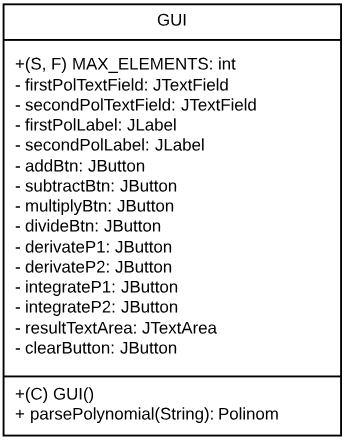 GUI
+(S, F) MAX_ELEMENTS: int
- firstPolTextField: JTextField
- secondPolTextField: JTextField
- firstPolLabel: JLabel
- secondPolLabel: JLabel
- addBtn: JButton
- subtractBtn: JButton
- multiplyBtn: JButton
- divideBtn: JButton
- derivateP1: JButton
- derivateP2: JButton
- integrateP1: JButton
- integrateP2: JButton
- resultTextArea: JTextArea
- clearButton: JButton
+(C) GUI()
+ parsePolynomial(String): Polinom